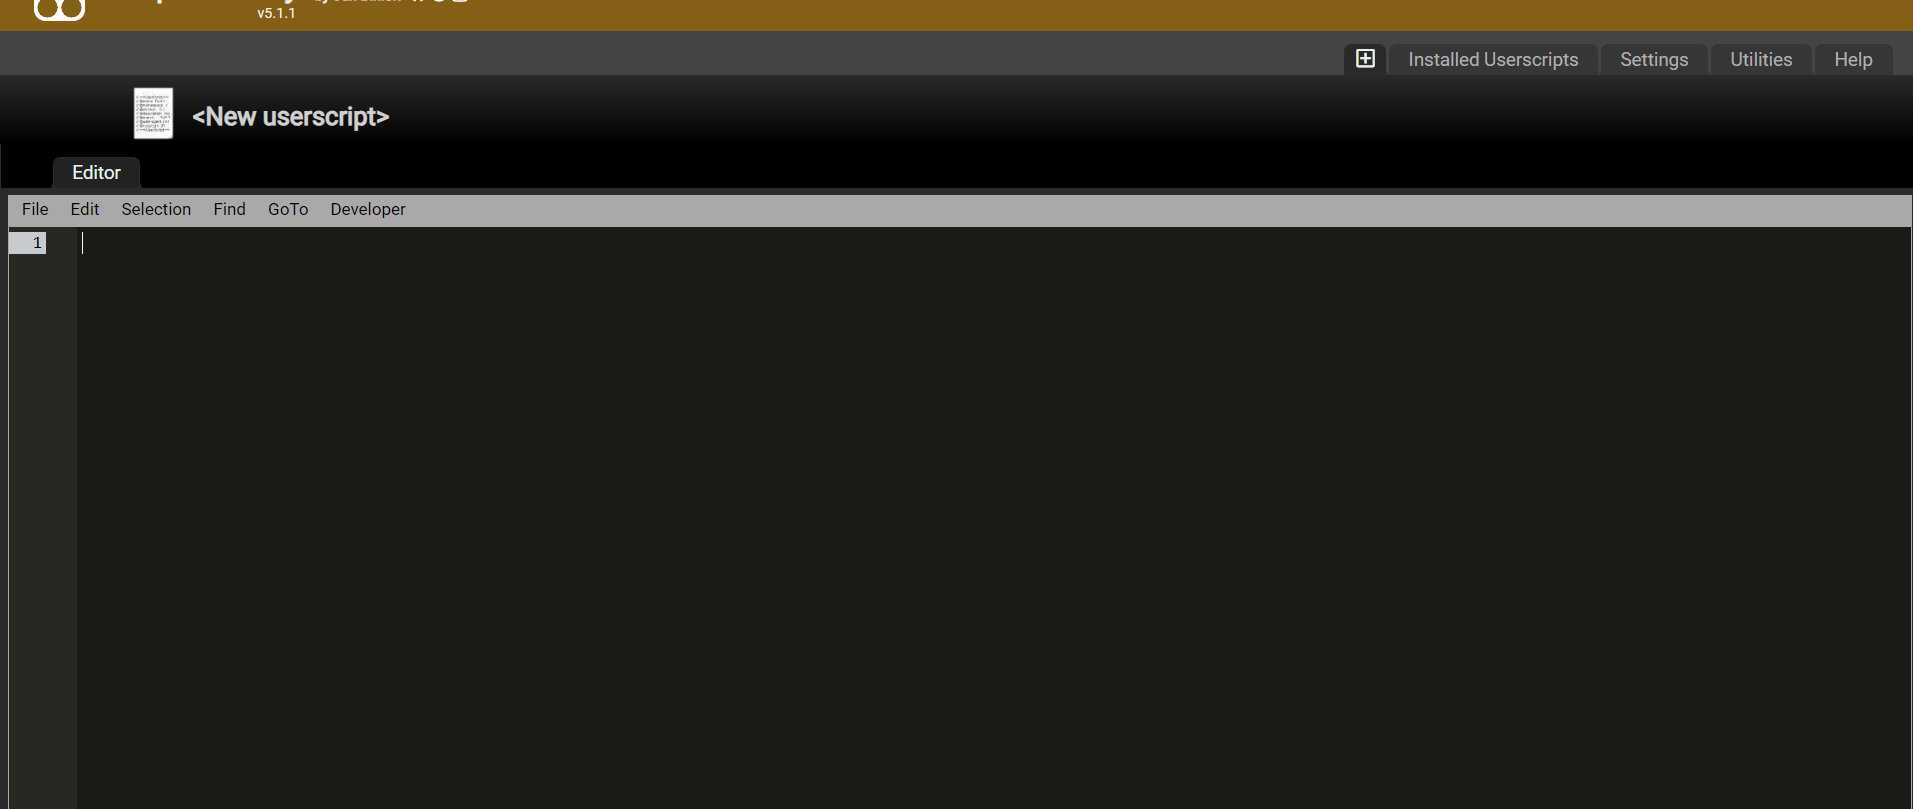 v5.1.1
Installed Userscripts
Settings
Utilities
Help
<New userscript>
Editor
File Edit Selection Find GoTo Developer
1